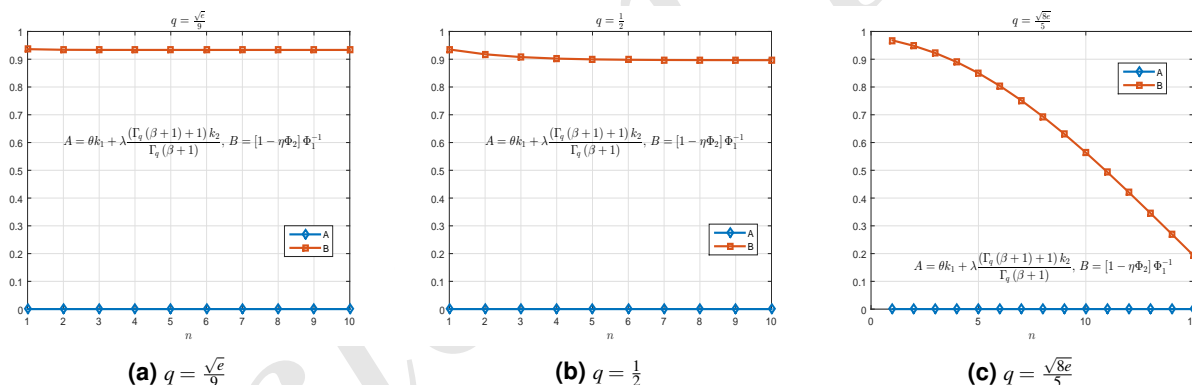 q = √e/9
1
0.9
0.8
0.7
0.6
0.5
0.4
0.3
0.2
0.1
0
A = θk₁ + λ (Γ_q (β + 1) + 1) k₂ / Γ_q (β + 1), B = [1 − ηΦ₂] Φ₁⁻¹
A
B
1 2 3 4 5 6 7 8 9 10
n
(a) q = √e/9
q = 1/2
1
0.9
0.8
0.7
0.6
0.5
0.4
0.3
0.2
0.1
0
A = θk₁ + λ (Γ_q (β + 1) + 1) k₂ / Γ_q (β + 1), B = [1 − ηΦ₂] Φ₁⁻¹
A
B
1 2 3 4 5 6 7 8 9 10
n
(b) q = 1/2
q = √8e/5
1
0.9
0.8
0.7
0.6
0.5
0.4
0.3
0.2
0.1
0
A
B
A = θk₁ + λ (Γ_q (β + 1) + 1) k₂ / Γ_q (β + 1), B = [1 − ηΦ₂] Φ₁⁻¹
0 5 10
n
(c) q = √8e/5